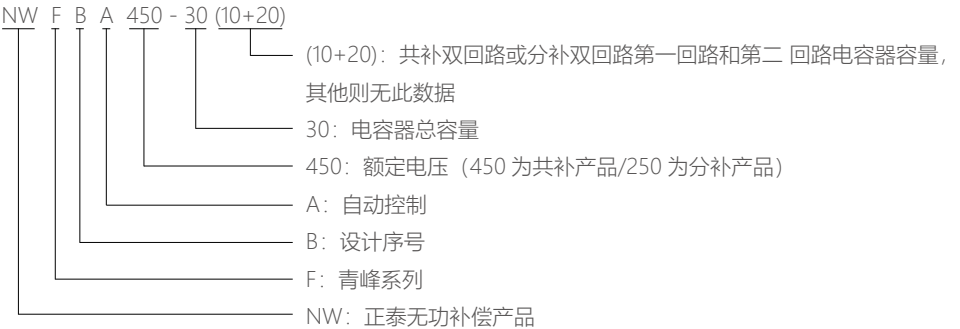 NW F B A 450 - 30 (10+20)
(10+20)：共补双回路或分补双回路第一回路和第二 回路电容器容量，
其他则无此数据
30：电容器总容量
450：额定电压（450 为共补产品/250 为分补产品）
A：自动控制
B：设计序号
F：青峰系列
NW：正泰无功补偿产品